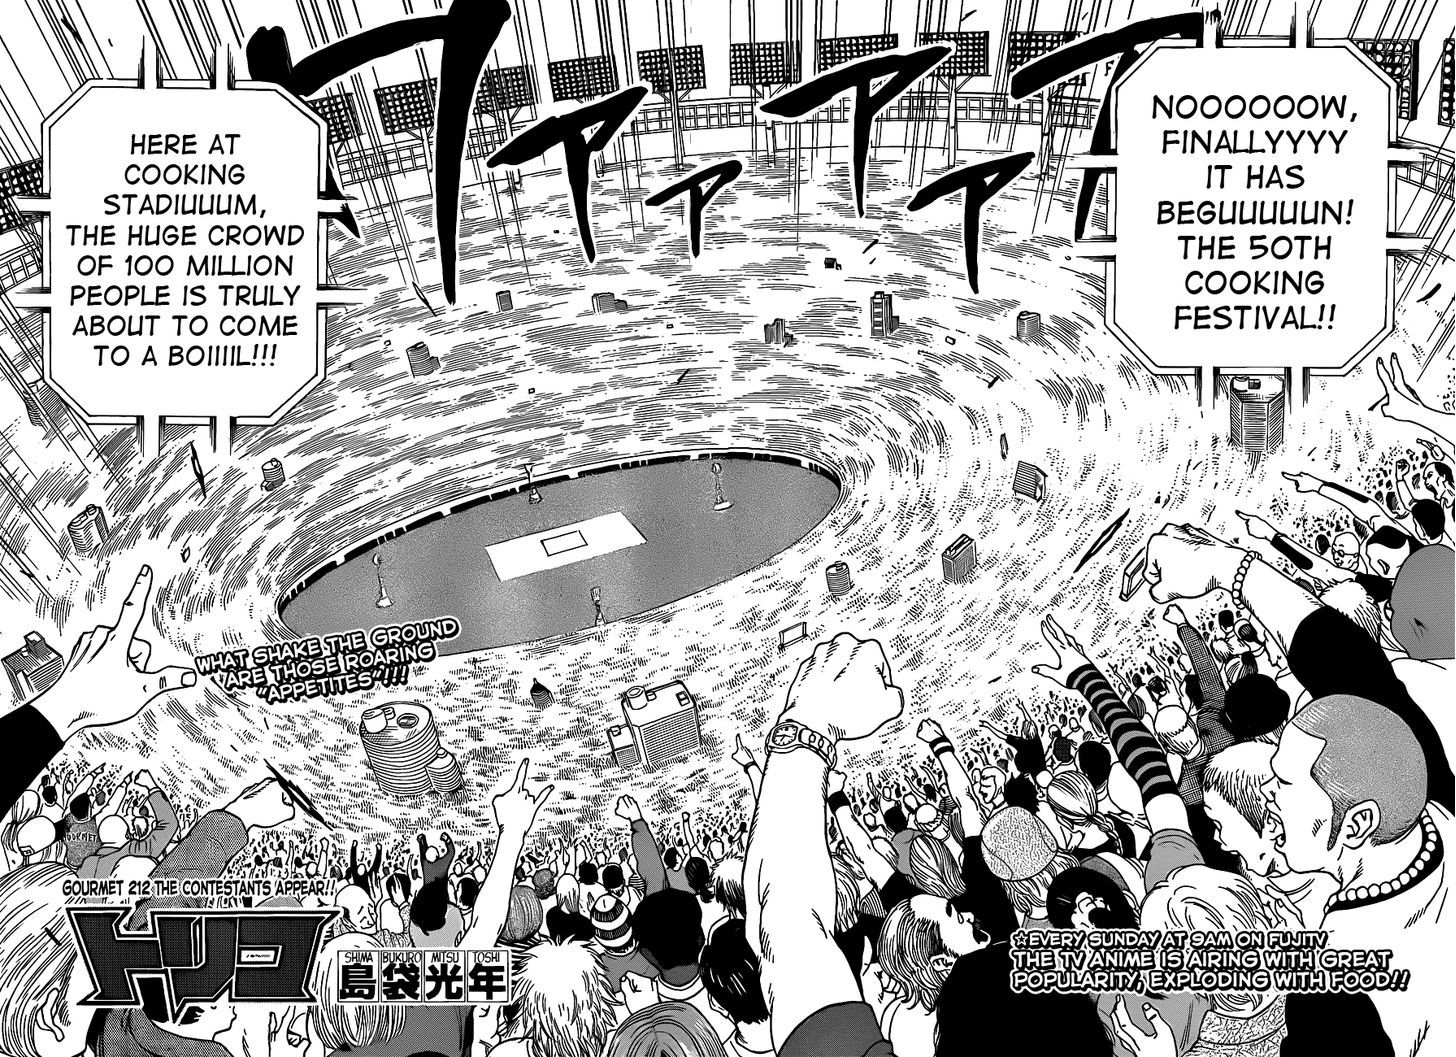 NOOOOOOW,
FINALLYYYY
IT HAS
BEGUUUUUN!
THE 50TH
COOKING
FESTIVAL!!
HERE AT
COOKING
STADIUUUM,
THE HUGE CROWD
OF 100 MILLION
PEOPLE IS TRULY
ABOUT TO COME
TO A BOIIIIL!!!
ワァァァァァァ
WHAT SHAKE THE GROUND
ARE THOSE ROARING
"APPETITES"!!!
GOURMET 212 THE CONTESTANTS APPEAR!!
トリコ
SHIMA BUKURO MITSU TOSHI
島袋光年
☆EVERY SUNDAY AT 9AM ON FUJITV
THE TV ANIME IS AIRING WITH GREAT
POPULARITY, EXPLODING WITH FOOD!!